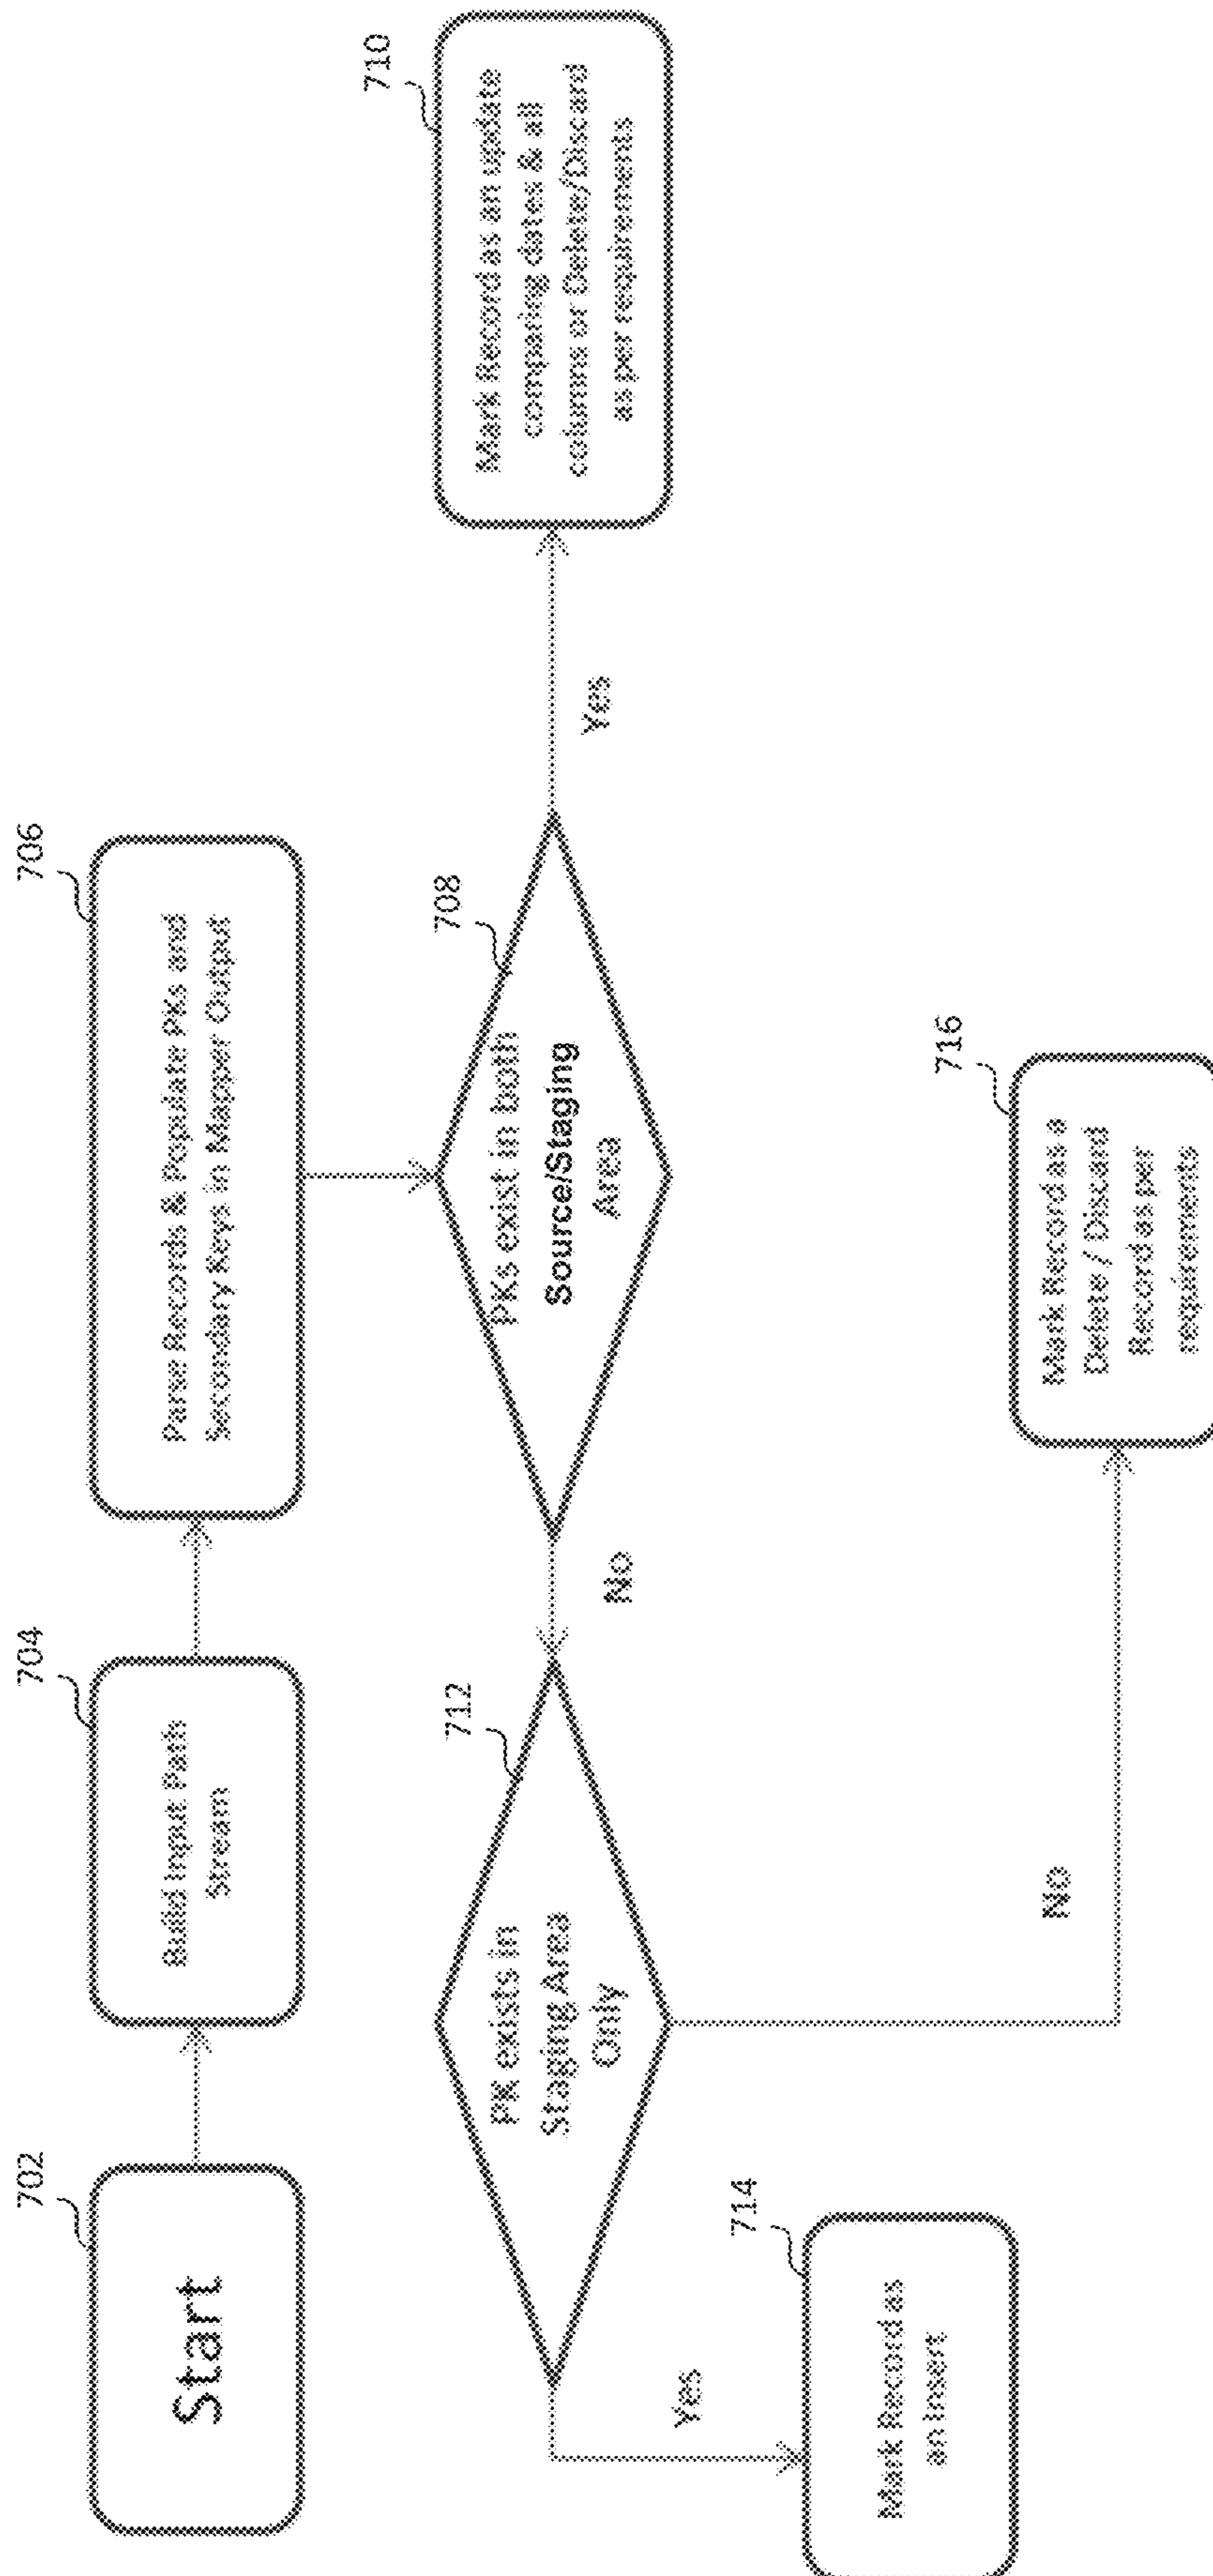 702
Start
704
Build Input Path
Stream
706
Parse Records & Populate PKs and
Secondary Keys in Mapper Output
708
PKs exist in both
Source/Staging
Area
Yes
710
Mark Record as an update
comparing dates & all
columns or Delete/Discard
as per requirements
No
712
PK exists in
Staging Area
Only
Yes
714
Mark Record as
an Insert
No
716
Mark Record as a
Delete / Discard
Record as per
requirements